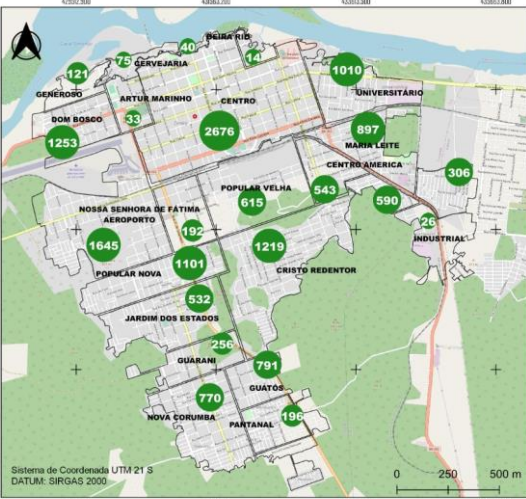 BEIRA RIO
40
14
75
CERVEJARIA
121
1010
GENEROSO
ARTUR MARINHO
UNIVERSITÁRIO
CENTRO
DOM BOSCO
33
1253
2676
897
MARIA LEITE
CENTRO AMERICA
306
POPULAR VELHA
543
615
590
NOSSA SENHORA DE FÁTIMA
AEROPORTO
192
26
1645
1219
INDUSTRIAL
1101
POPULAR NOVA
CRISTO REDENTOR
532
JARDIM DOS ESTADOS
256
GUARANI
791
GUATÓS
770
NOVA CORUMBA
196
PANTANAL
Sistema de Coordenada UTM 21 S
DATUM: SIRGAS 2000
0 250 500 m